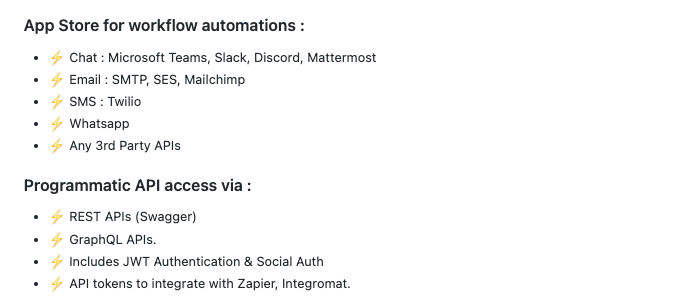 App Store for workflow automations :
⚡ Chat : Microsoft Teams, Slack, Discord, Mattermost
⚡ Email : SMTP, SES, Mailchimp
⚡ SMS : Twilio
⚡ Whatsapp
⚡ Any 3rd Party APIs
Programmatic API access via :
⚡ REST APIs (Swagger)
⚡ GraphQL APIs.
⚡ Includes JWT Authentication & Social Auth
⚡ API tokens to integrate with Zapier, Integromat.